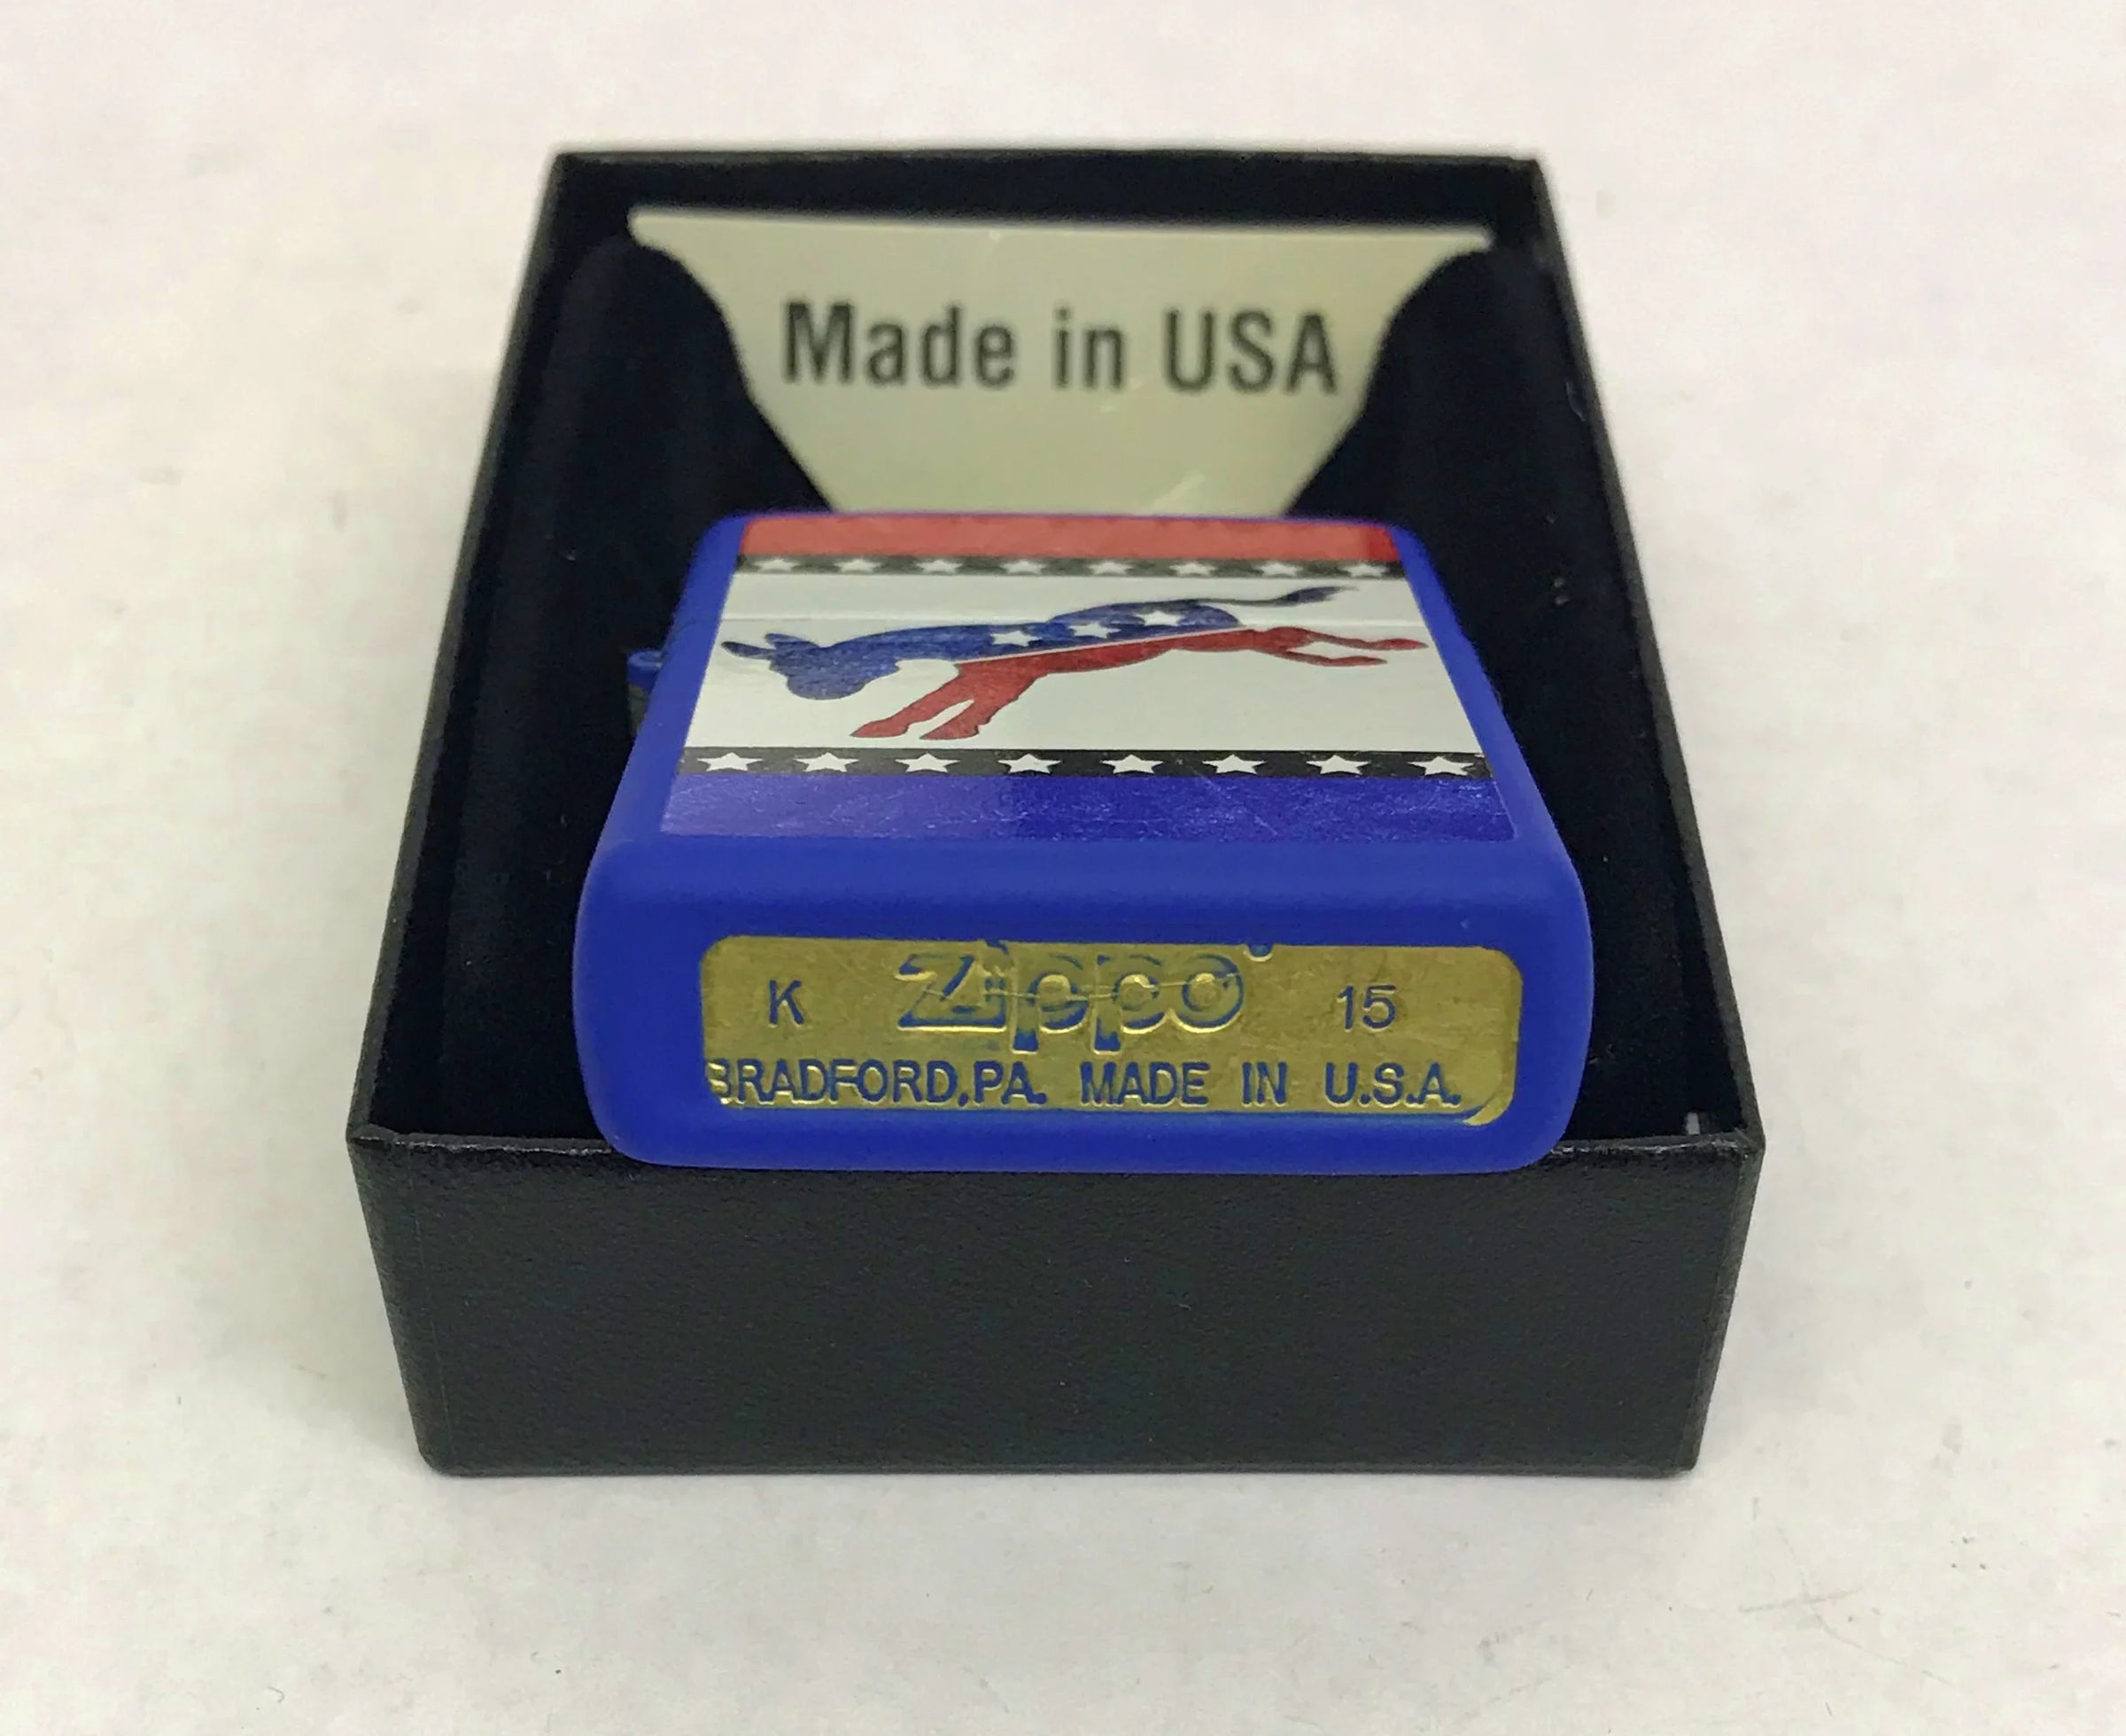 Made in USA
K Zippo 15
BRADFORD,PA. MADE IN U.S.A.